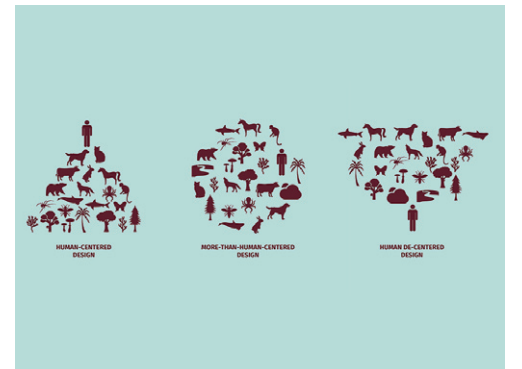 HUMAN-CENTERED
DESIGN
MORE-THAN-HUMAN-CENTERED
DESIGN
HUMAN DE-CENTERED
DESIGN